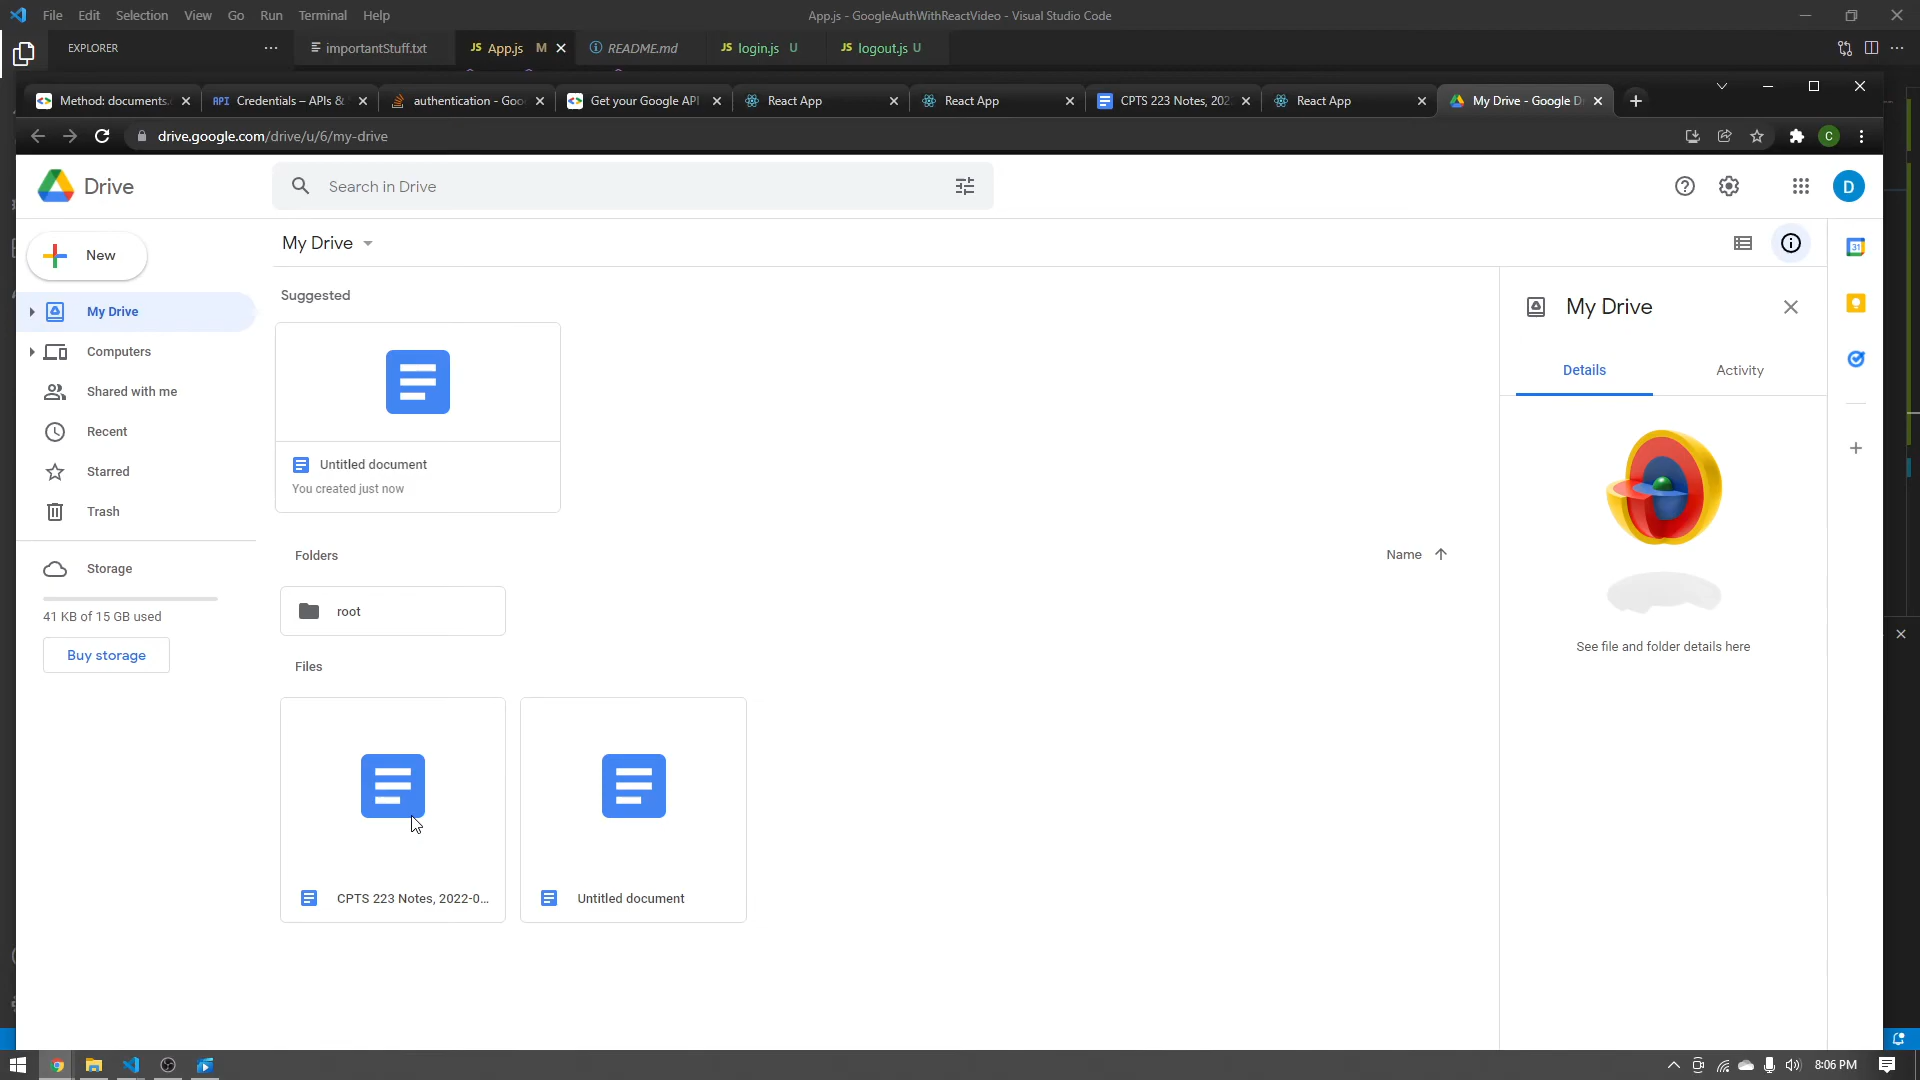 File Edit Selection View Go Run Terminal Help
App.js - GoogleAuthWithReactVideo - Visual Studio Code
EXPLORER
importantStuff.txt
JS App.js M
README.md
JS login.js U
JS logout.js U
Method: documents.
API Credentials – APIs &
authentication - Goo
Get your Google API
React App
React App
CPTS 223 Notes, 202
React App
My Drive - Google D
drive.google.com/drive/u/6/my-drive
C
Drive
Search in Drive
D
New
My Drive
My Drive
Computers
Shared with me
Recent
Starred
Trash
Storage
41 KB of 15 GB used
Buy storage
Suggested
Untitled document
You created just now
Folders
Name
root
Files
CPTS 223 Notes, 2022-0...
Untitled document
My Drive
Details
Activity
See file and folder details here
31
8:06 PM